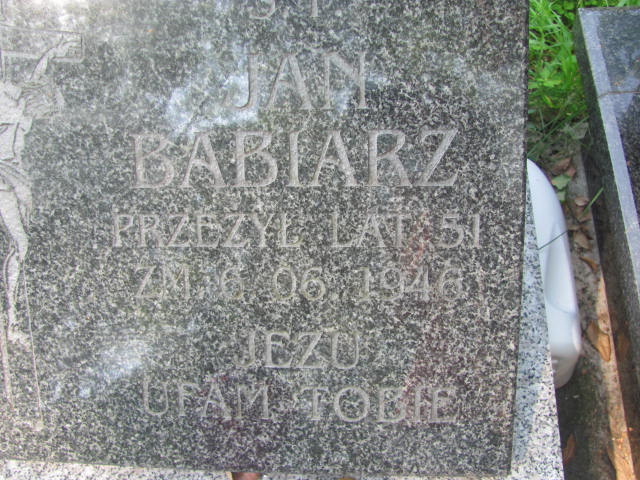 Ś P
JAN
BABIARZ
PRZEŻYŁ LAT 51
ZM. 6. 06. 1946
JEZU
UFAM TOBIE